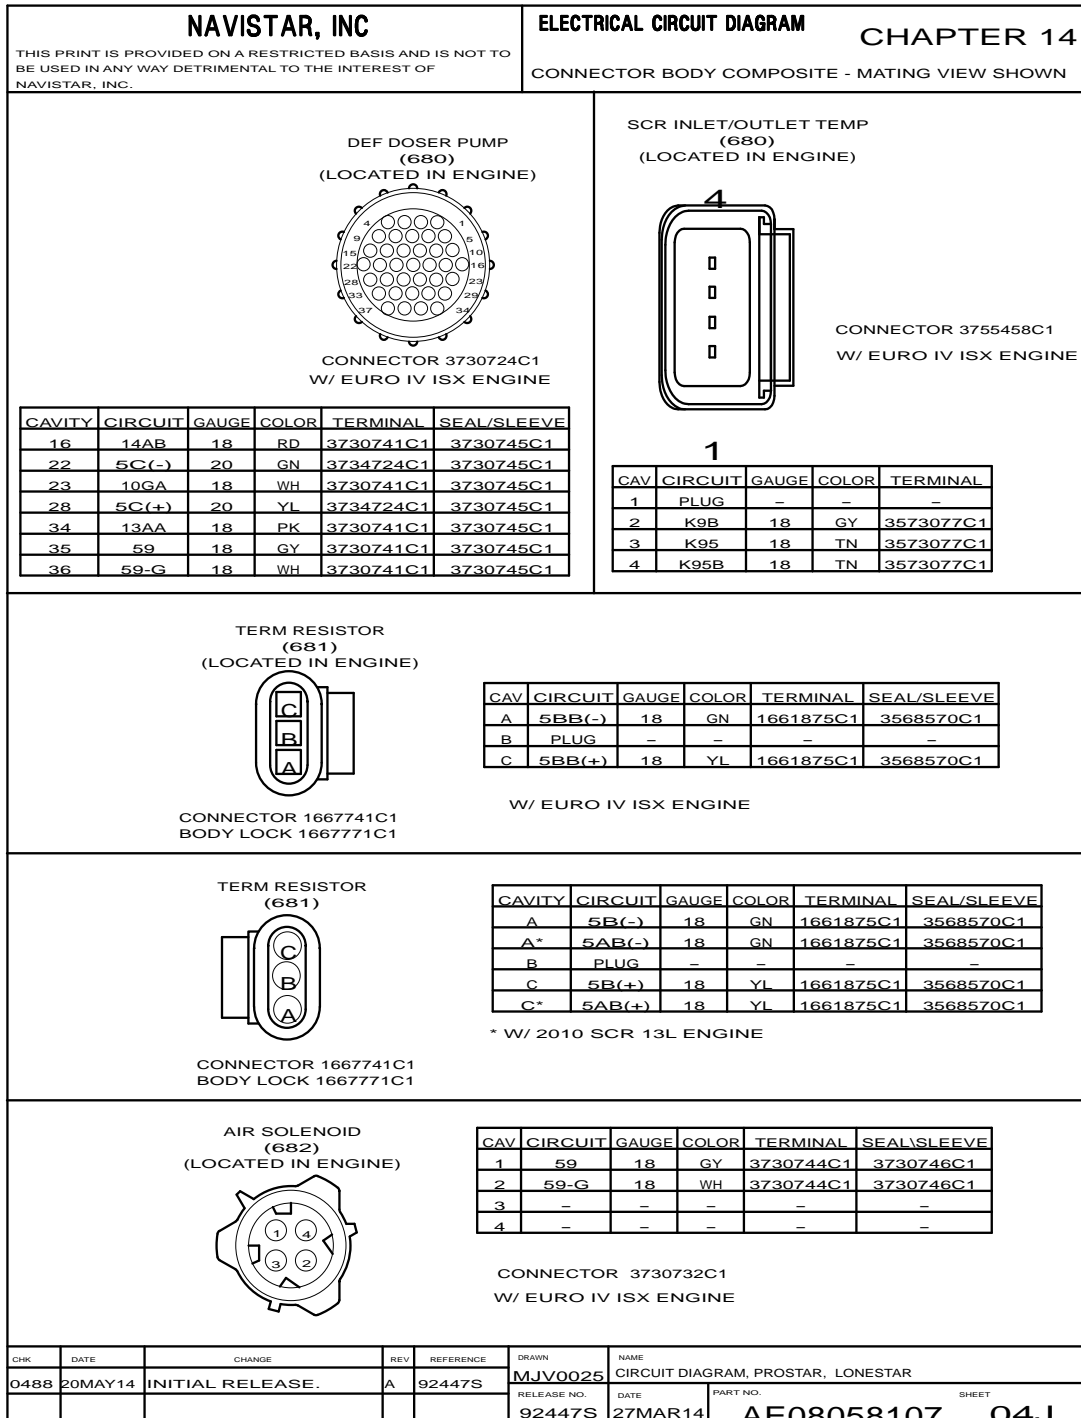 NAVISTAR, INC
THIS PRINT IS PROVIDED ON A RESTRICTED BASIS AND IS NOT TO
BE USED IN ANY WAY DETRIMENTAL TO THE INTEREST OF
NAVISTAR, INC.
ELECTRICAL CIRCUIT DIAGRAM
CHAPTER 14
CONNECTOR BODY COMPOSITE - MATING VIEW SHOWN
DEF DOSER PUMP
(680)
(LOCATED IN ENGINE)
4 1
9 5
15 10
22 16
28 23
33 29
37 34
CONNECTOR 3730724C1
W/ EURO IV ISX ENGINE
CAVITY CIRCUIT GAUGE COLOR TERMINAL SEAL/SLEEVE
16 14AB 18 RD 3730741C1 3730745C1
22 5C(-) 20 GN 3734724C1 3730745C1
23 10GA 18 WH 3730741C1 3730745C1
28 5C(+) 20 YL 3734724C1 3730745C1
34 13AA 18 PK 3730741C1 3730745C1
35 59 18 GY 3730741C1 3730745C1
36 59-G 18 WH 3730741C1 3730745C1
SCR INLET/OUTLET TEMP
(680)
(LOCATED IN ENGINE)
4
CONNECTOR 3755458C1
W/ EURO IV ISX ENGINE
1
CAV CIRCUIT GAUGE COLOR TERMINAL
1 PLUG – – –
2 K9B 18 GY 3573077C1
3 K95 18 TN 3573077C1
4 K95B 18 TN 3573077C1
TERM RESISTOR
(681)
(LOCATED IN ENGINE)
C
B
A
CONNECTOR 1667741C1
BODY LOCK 1667771C1
CAV CIRCUIT GAUGE COLOR TERMINAL SEAL/SLEEVE
A 5BB(-) 18 GN 1661875C1 3568570C1
B PLUG – – – –
C 5BB(+) 18 YL 1661875C1 3568570C1
W/ EURO IV ISX ENGINE
TERM RESISTOR
(681)
C
B
A
CONNECTOR 1667741C1
BODY LOCK 1667771C1
CAVITY CIRCUIT GAUGE COLOR TERMINAL SEAL/SLEEVE
A 5B(-) 18 GN 1661875C1 3568570C1
A* 5AB(-) 18 GN 1661875C1 3568570C1
B PLUG – – – –
C 5B(+) 18 YL 1661875C1 3568570C1
C* 5AB(+) 18 YL 1661875C1 3568570C1
* W/ 2010 SCR 13L ENGINE
AIR SOLENOID
(682)
(LOCATED IN ENGINE)
1 4
3 2
CAV CIRCUIT GAUGE COLOR TERMINAL SEAL\SLEEVE
1 59 18 GY 3730744C1 3730746C1
2 59-G 18 WH 3730744C1 3730746C1
3 – – – – –
4 – – – – –
CONNECTOR 3730732C1
W/ EURO IV ISX ENGINE
CHK DATE CHANGE REV REFERENCE
0488 20MAY14 INITIAL RELEASE. A 92447S
DRAWN NAME
MJV0025 CIRCUIT DIAGRAM, PROSTAR, LONESTAR
RELEASE NO. DATE PART NO. SHEET
92447S 27MAR14 AE08058107 04J